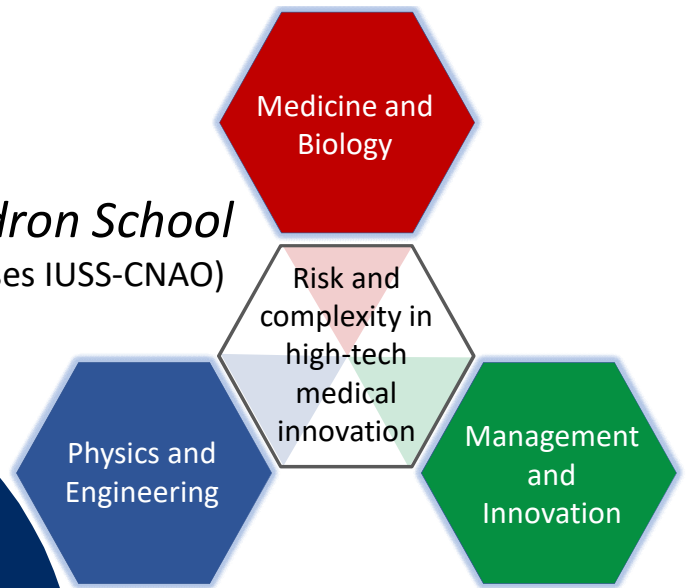 Medicine and
Biology
dron School
es IUSS-CNAO)
Risk and
complexity in
high-tech
medical
innovation
Physics and
Engineering
Management
and
Innovation